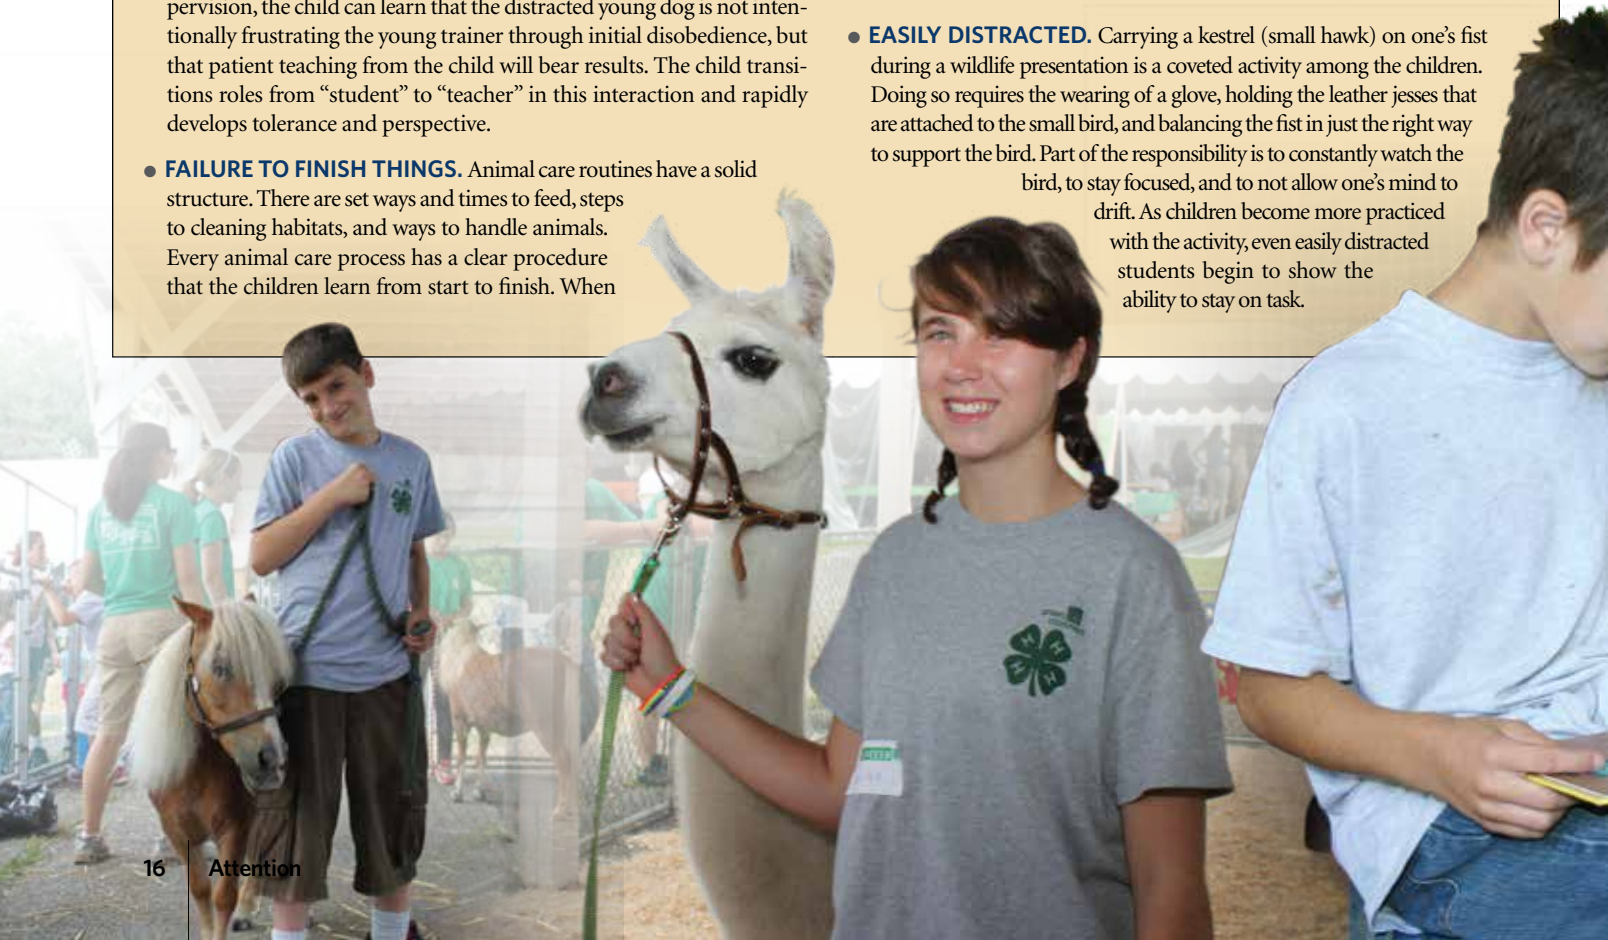 pervision, the child can learn that the distracted young dog is not inten-
tionally frustrating the young trainer through initial disobedience, but
that patient teaching from the child will bear results. The child transi-
tions roles from “student” to “teacher” in this interaction and rapidly
develops tolerance and perspective.
● FAILURE TO FINISH THINGS. Animal care routines have a solid
structure. There are set ways and times to feed, steps
to cleaning habitats, and ways to handle animals.
Every animal care process has a clear procedure
that the children learn from start to finish. When
● EASILY DISTRACTED. Carrying a kestrel (small hawk) on one’s fist
during a wildlife presentation is a coveted activity among the children.
Doing so requires the wearing of a glove, holding the leather jesses that
are attached to the small bird, and balancing the fist in just the right way
to support the bird. Part of the responsibility is to constantly watch the
bird, to stay focused, and to not allow one’s mind to
drift. As children become more practiced
with the activity, even easily distracted
students begin to show the
ability to stay on task.
H H
H H
16 Attention